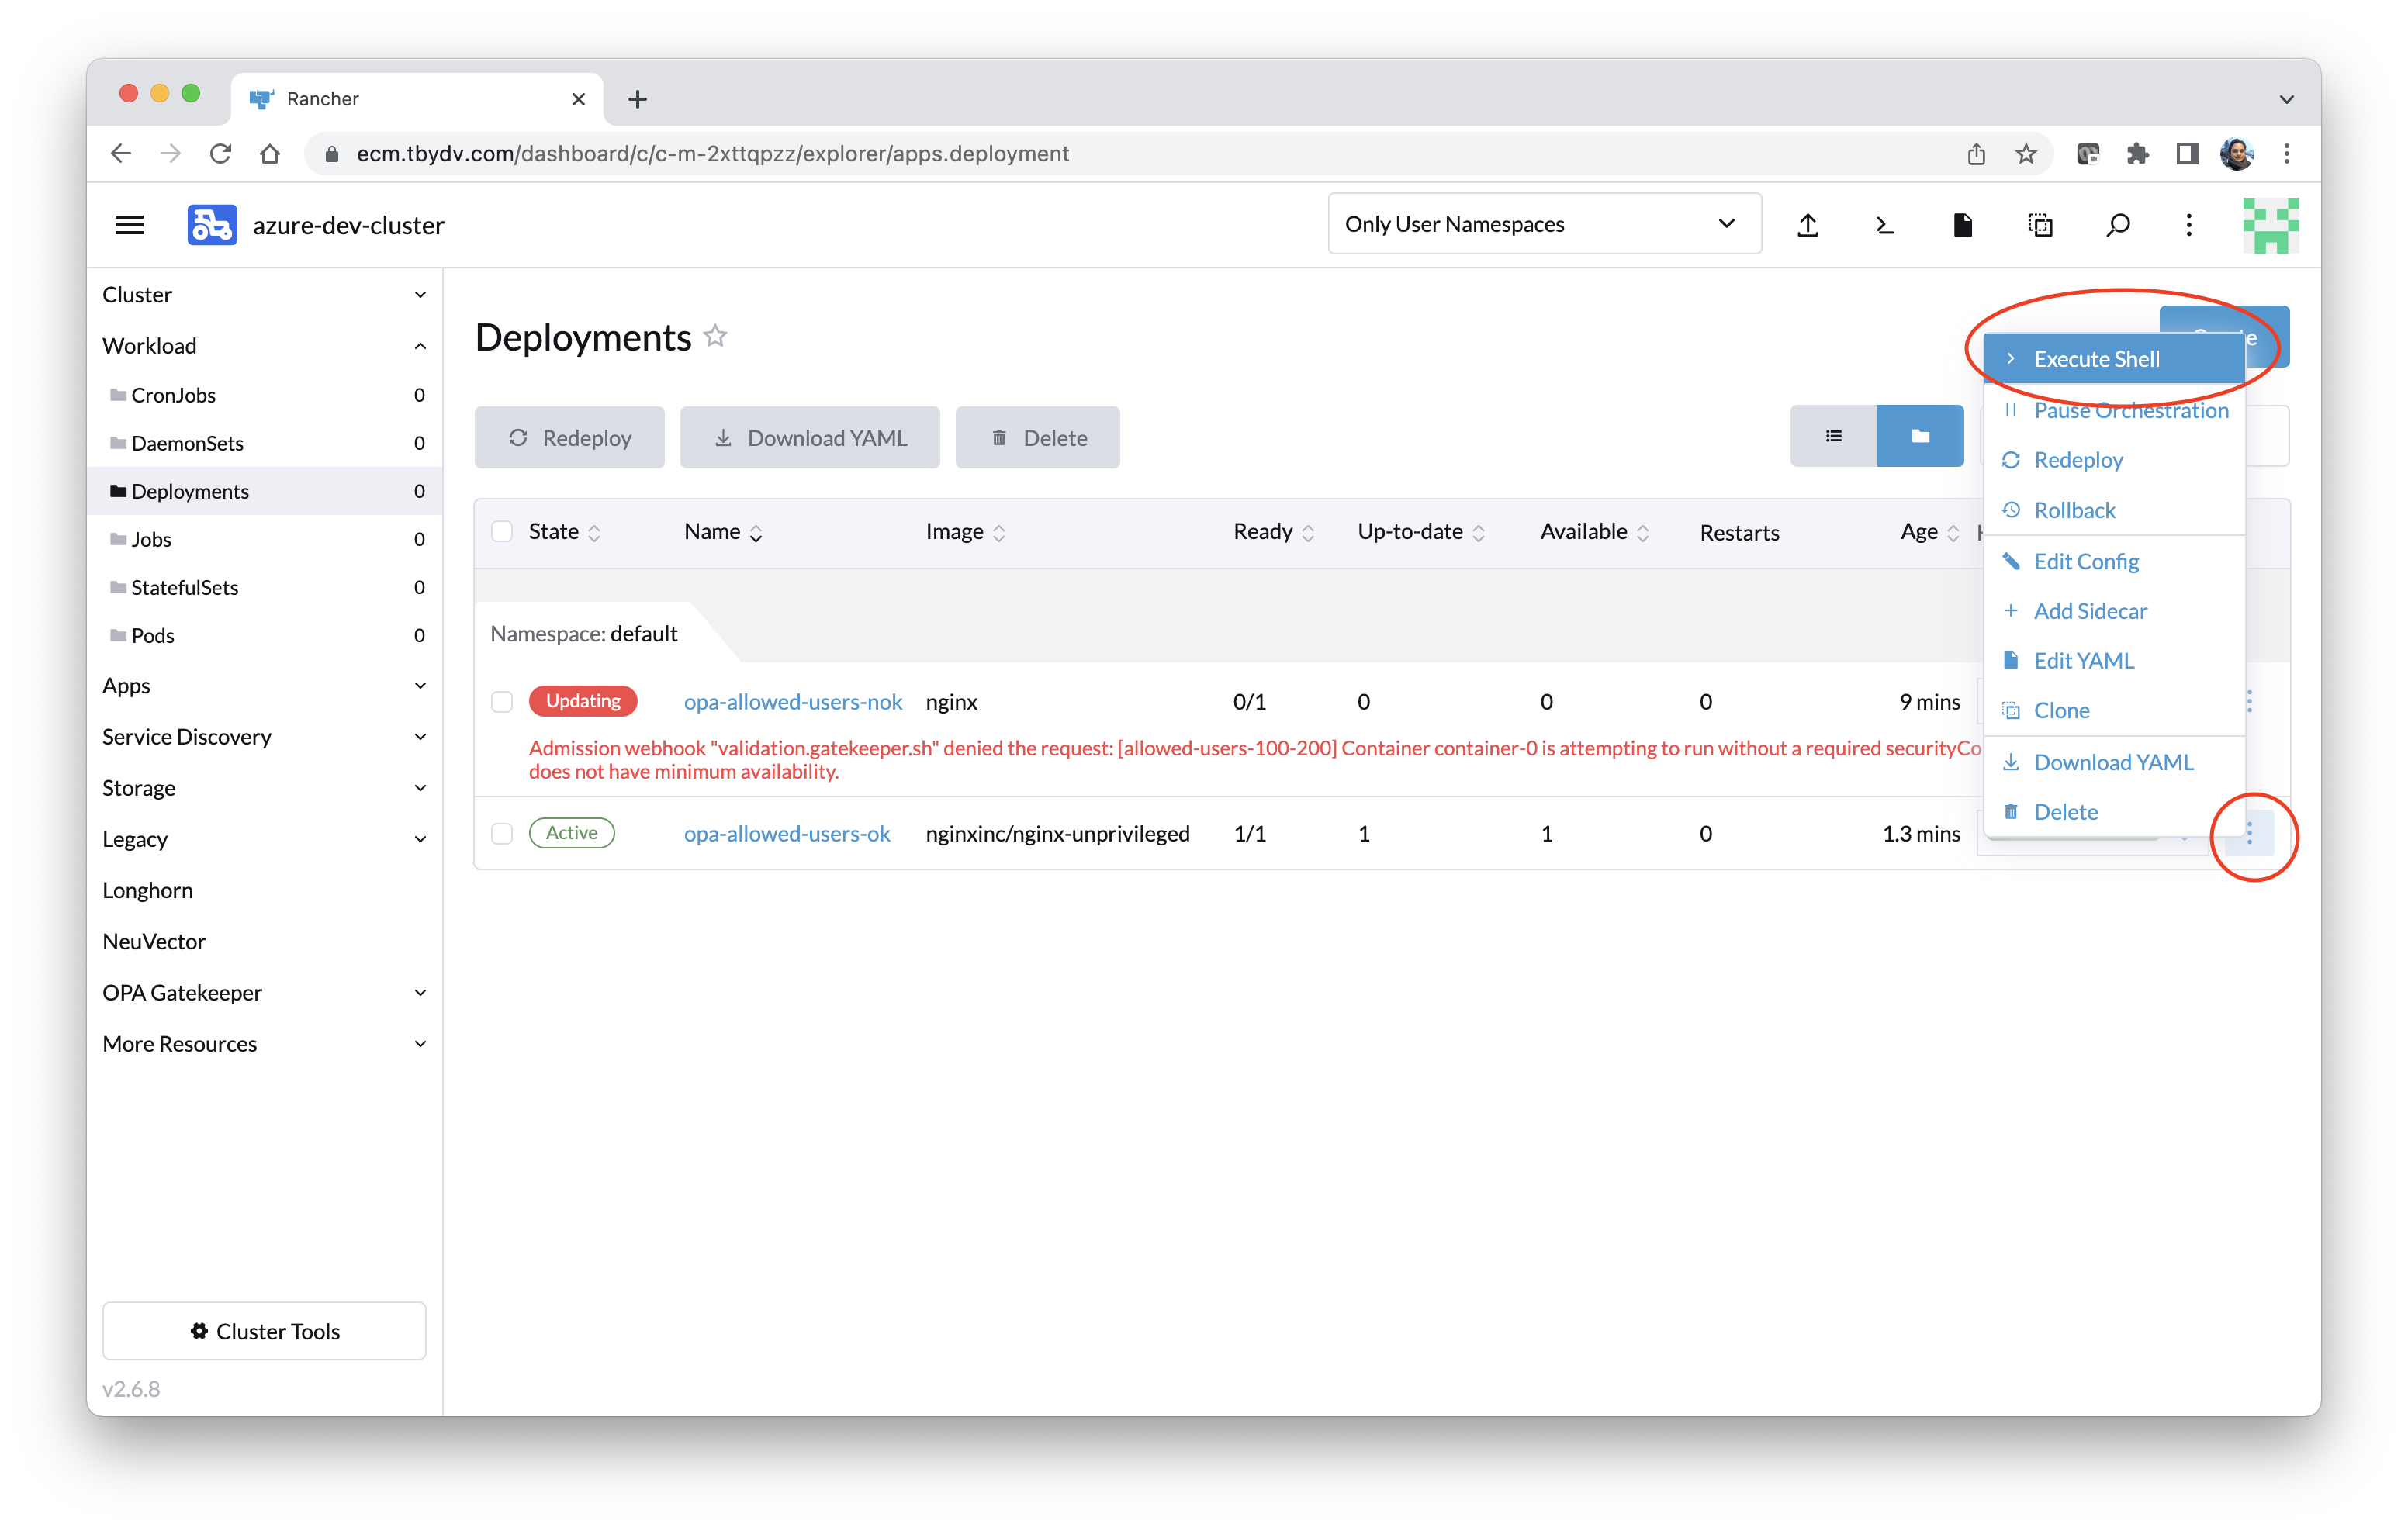 Rancher
ecm.tbydv.com/dashboard/c/c-m-2xttqpzz/explorer/apps.deployment
azure-dev-cluster
Only User Namespaces
Cluster
Workload
CronJobs 0
DaemonSets 0
Deployments 0
Jobs 0
StatefulSets 0
Pods 0
Apps
Service Discovery
Storage
Legacy
Longhorn
NeuVector
OPA Gatekeeper
More Resources
Cluster Tools
v2.6.8
Deployments
Redeploy Download YAML Delete
State Name Image Ready Up-to-date Available Restarts Age
Namespace: default
Updating opa-allowed-users-nok nginx 0/1 0 0 0 9 mins
Admission webhook "validation.gatekeeper.sh" denied the request: [allowed-users-100-200] Container container-0 is attempting to run without a required securityCo
does not have minimum availability.
Active opa-allowed-users-ok nginxinc/nginx-unprivileged 1/1 1 1 0 1.3 mins
Execute Shell
Pause Orchestration
Redeploy
Rollback
Edit Config
Add Sidecar
Edit YAML
Clone
Download YAML
Delete